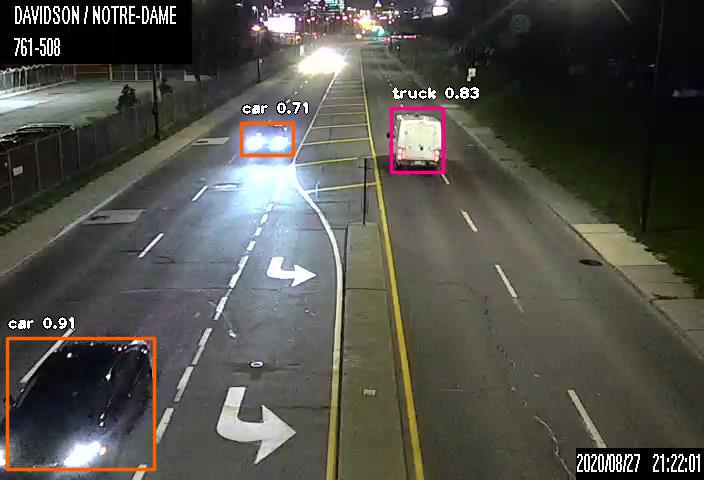 DAVIDSON / NOTRE-DAME
761-508
truck 0.83
car 0.71
car 0.91
2020/08/27 21:22:01